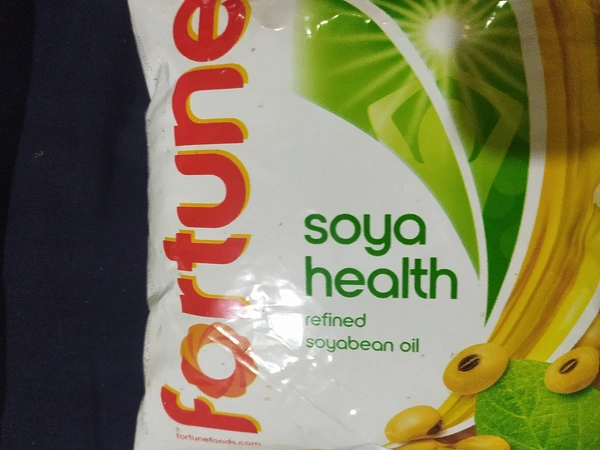 fortune
soya
health
refined
soyabean oil
fortunefoods.com